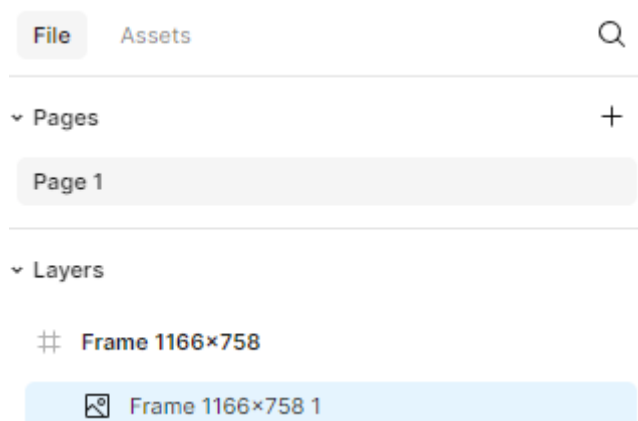 File Assets
Pages
Page 1
Layers
Frame 1166×758
Frame 1166×758 1